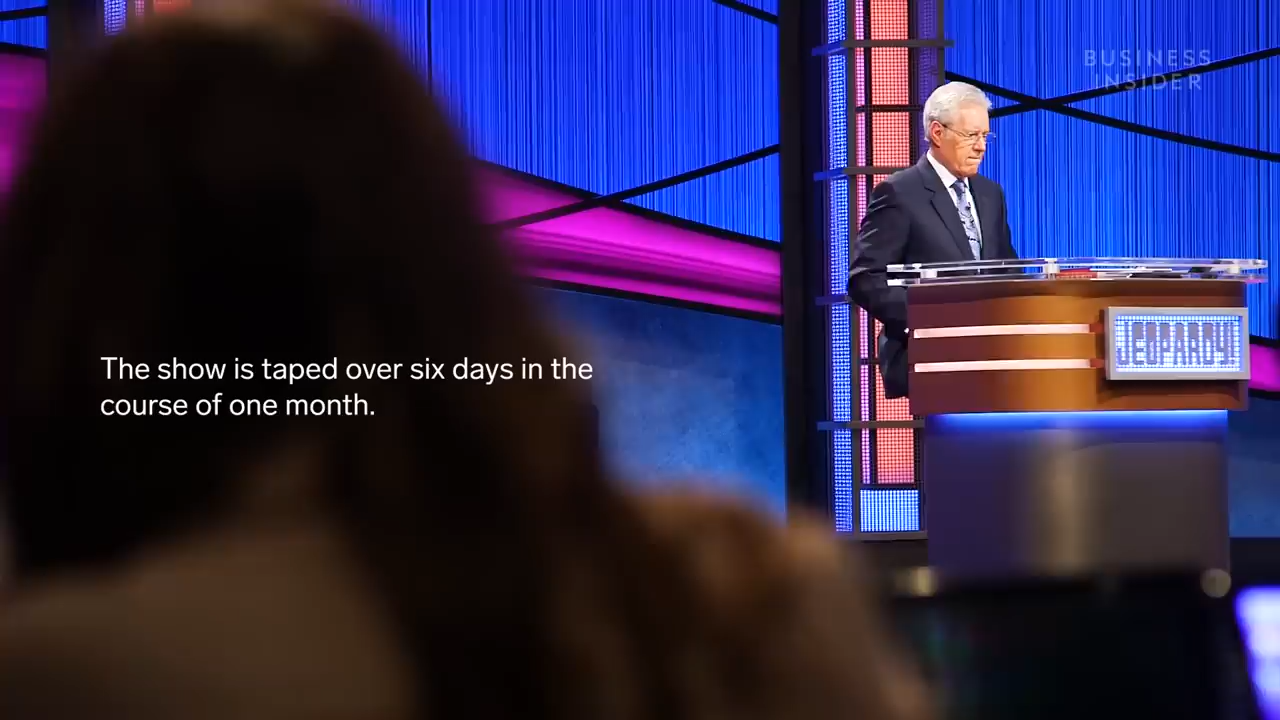 BUSINESS
INSIDER
JEOPARDY!
The show is taped over six days in the
course of one month.